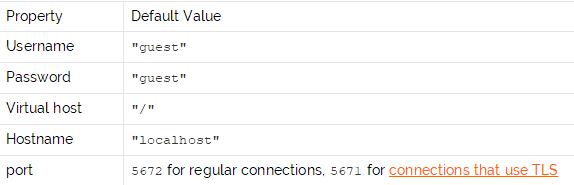 Property Default Value
Username "guest"
Password "guest"
Virtual host "/"
Hostname "localhost"
port 5672 for regular connections, 5671 for connections that use TLS